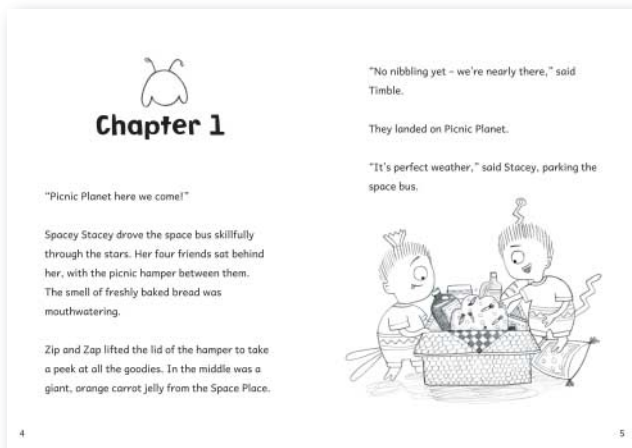 Chapter 1
“Picnic Planet here we come!”
Spacey Stacey drove the space bus skillfully
through the stars. Her four friends sat behind
her, with the picnic hamper between them.
The smell of freshly baked bread was
mouthwatering.
Zip and Zap lifted the lid of the hamper to take
a peek at all the goodies. In the middle was a
giant, orange carrot jelly from the Space Place.
4
“No nibbling yet – we’re nearly there,” said
Timble.
They landed on Picnic Planet.
“It’s perfect weather,” said Stacey, parking the
space bus.
5